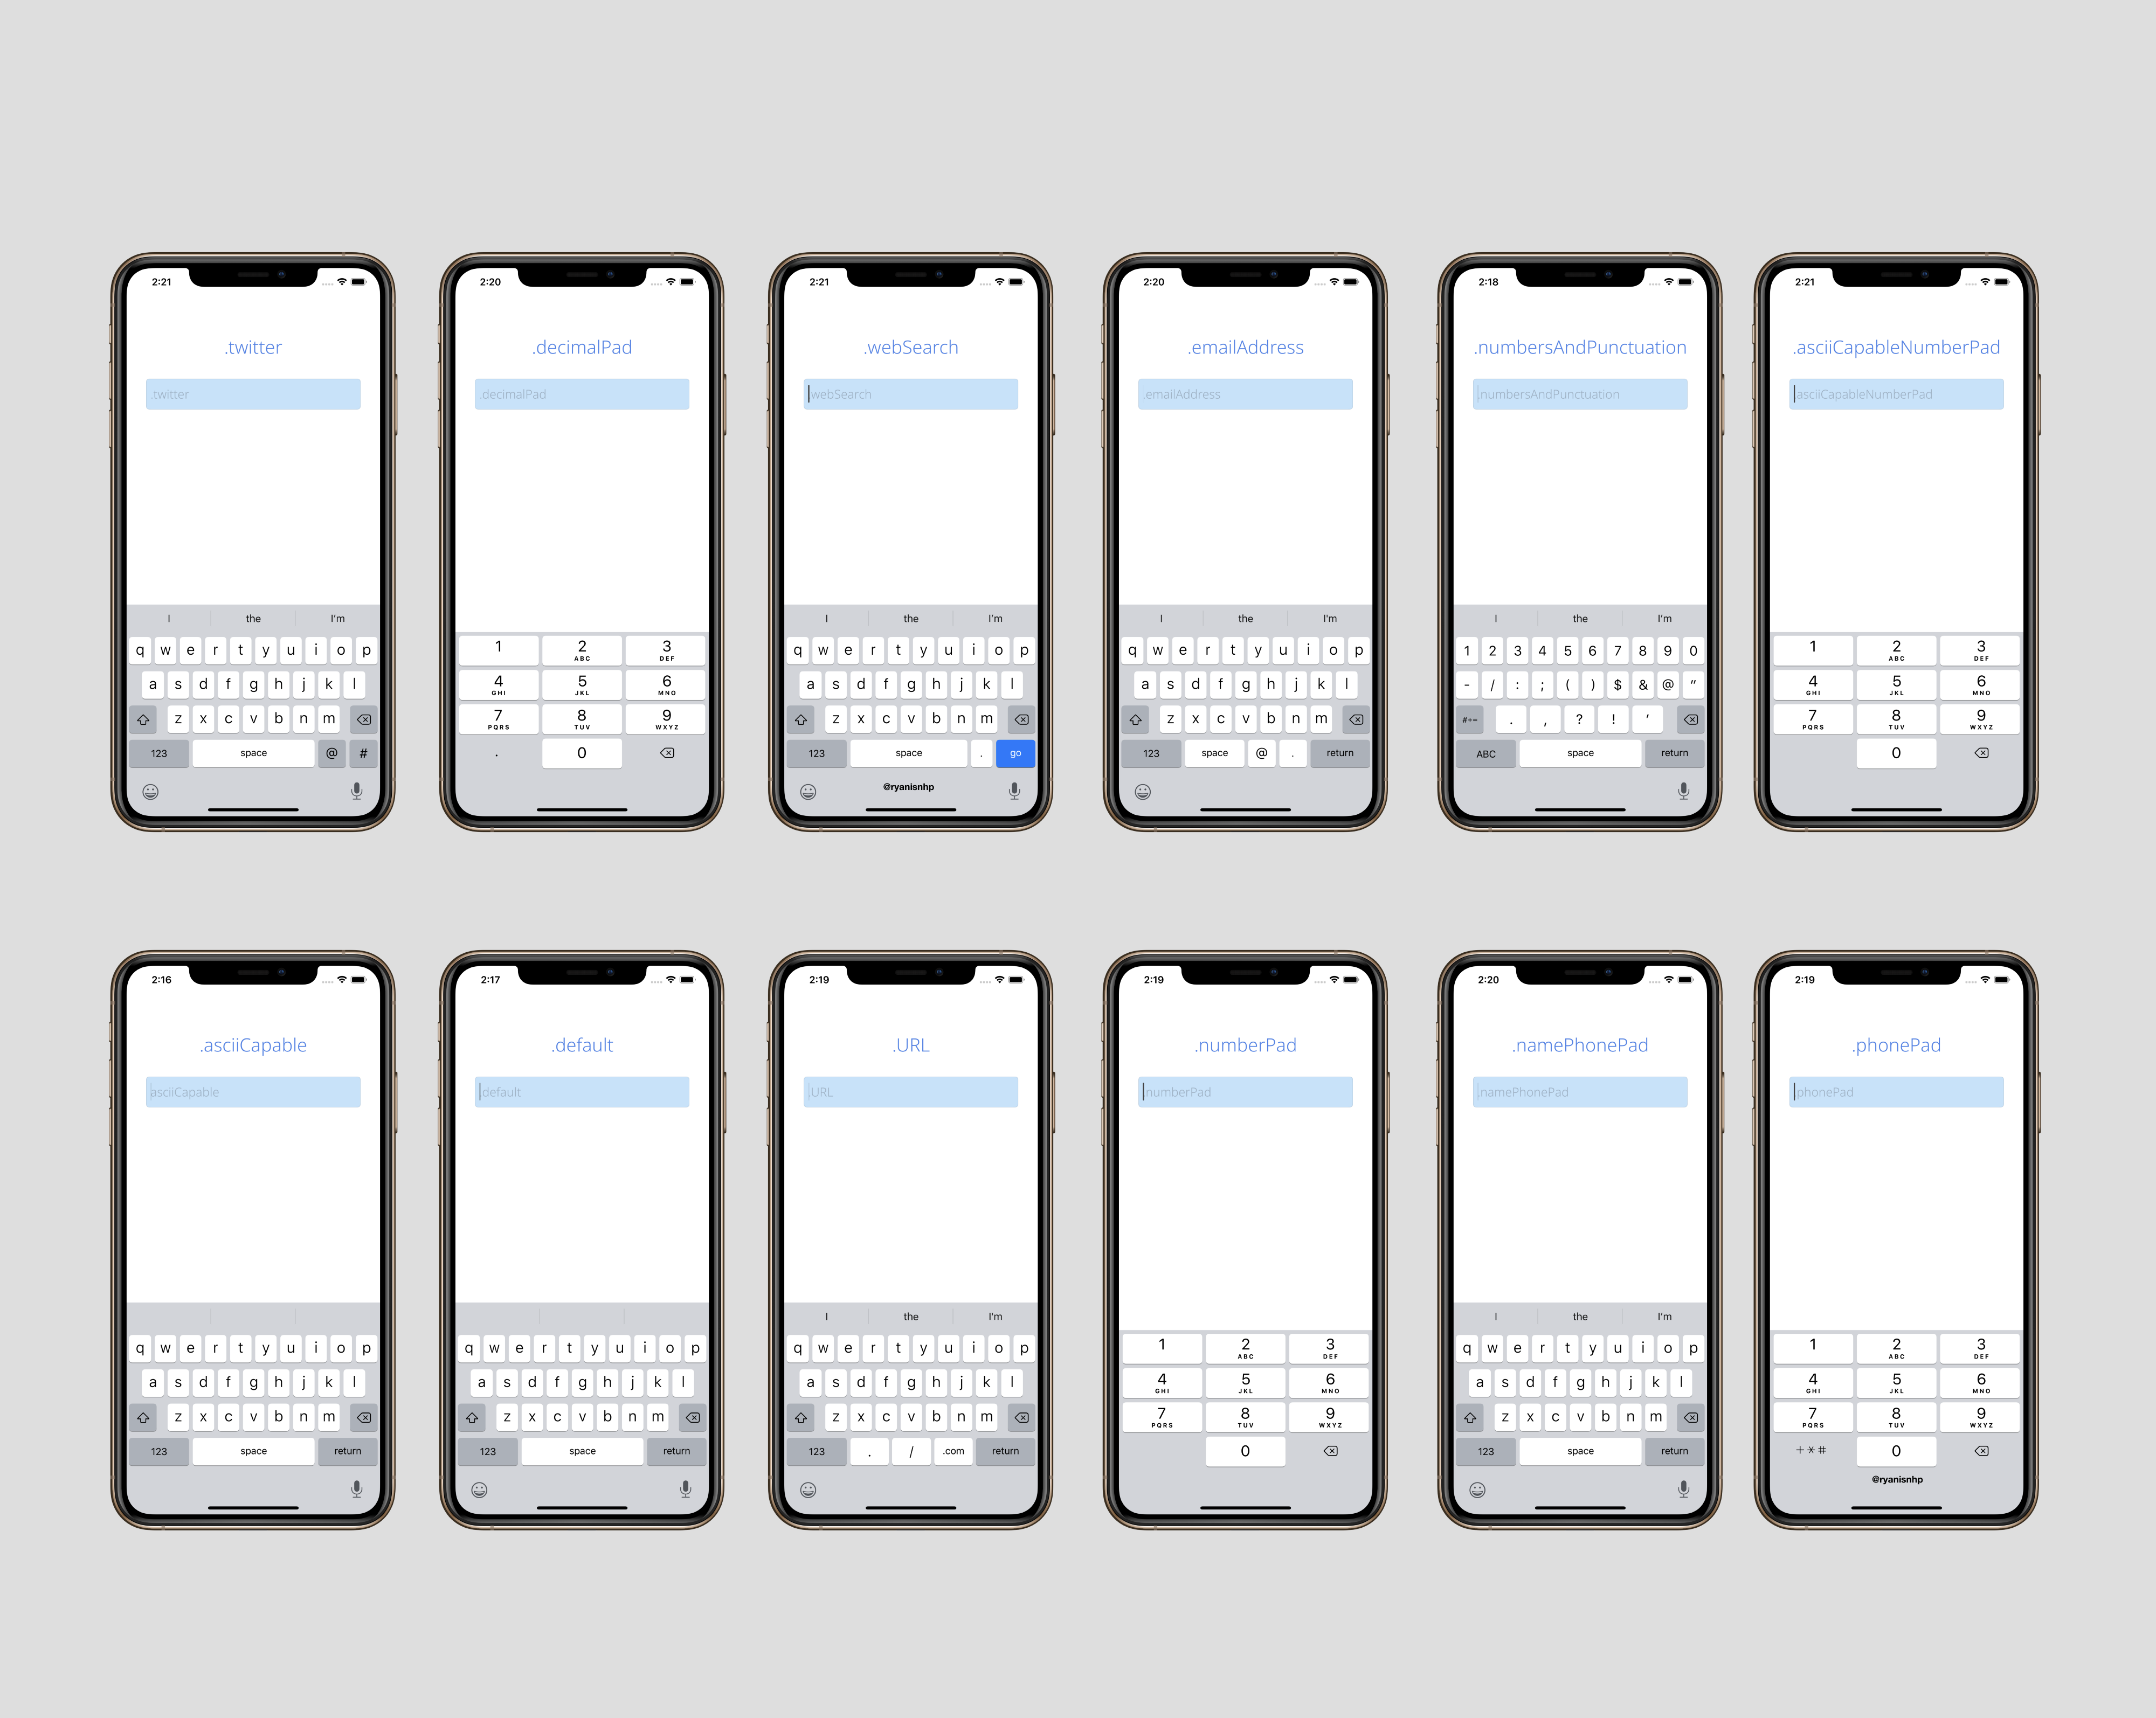 2:21
.twitter
.twitter
I the I'm
q w e r t y u i o p
a s d f g h j k l
z x c v b n m
123 space @ #
2:20
.decimalPad
.decimalPad
1 2 3
ABC DEF
4 5 6
GHI JKL MNO
7 8 9
PQRS TUV WXYZ
. 0
2:21
.webSearch
webSearch
I the I'm
q w e r t y u i o p
a s d f g h j k l
z x c v b n m
123 space . go
@ryanisnhp
2:20
.emailAddress
.emailAddress
I the I'm
q w e r t y u i o p
a s d f g h j k l
z x c v b n m
123 space @ . return
2:18
.numbersAndPunctuation
.numbersAndPunctuation
I the I'm
1 2 3 4 5 6 7 8 9 0
- / : ; ( ) $ & @ "
#+= . , ? ! '
ABC space return
2:21
.asciiCapableNumberPad
asciiCapableNumberPad
1 2 3
ABC DEF
4 5 6
GHI JKL MNO
7 8 9
PQRS TUV WXYZ
0
2:16
.asciiCapable
asciiCapable
q w e r t y u i o p
a s d f g h j k l
z x c v b n m
123 space return
2:17
.default
default
q w e r t y u i o p
a s d f g h j k l
z x c v b n m
123 space return
2:19
.URL
.URL
I the I'm
q w e r t y u i o p
a s d f g h j k l
z x c v b n m
123 . / .com return
2:19
.numberPad
numberPad
1 2 3
ABC DEF
4 5 6
GHI JKL MNO
7 8 9
PQRS TUV WXYZ
0
2:20
.namePhonePad
.namePhonePad
I the I'm
q w e r t y u i o p
a s d f g h j k l
z x c v b n m
123 space return
2:19
.phonePad
phonePad
1 2 3
ABC DEF
4 5 6
GHI JKL MNO
7 8 9
PQRS TUV WXYZ
+*# 0
@ryanisnhp